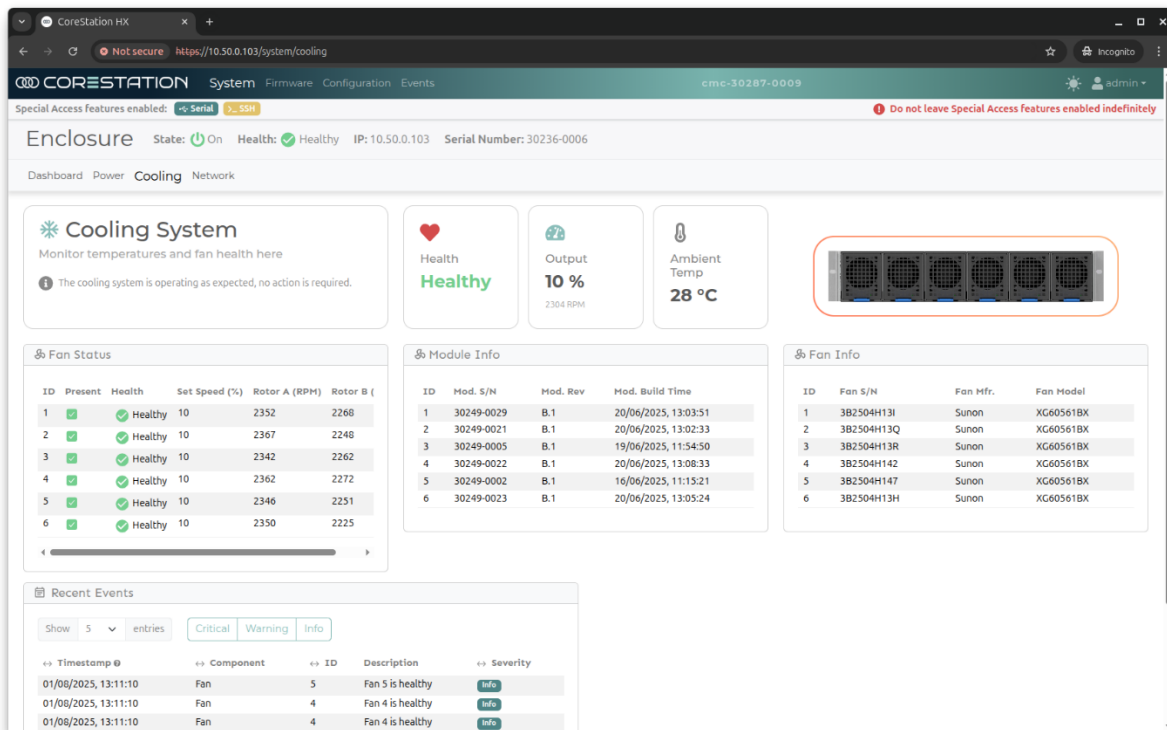 CoreStation HX
Not secure https://10.50.0.103/system/cooling Incognito
CORESTATION System Firmware Configuration Events cmc-30287-0009 admin
Special Access features enabled: Serial >_ SSH Do not leave Special Access features enabled indefinitely
Enclosure State: On Health: Healthy IP: 10.50.0.103 Serial Number: 30236-0006
Dashboard Power Cooling Network
Cooling System
Monitor temperatures and fan health here
The cooling system is operating as expected, no action is required.
Health
Healthy
Output
10 %
2304 RPM
Ambient
Temp
28 °C
Fan Status
ID Present Health Set Speed (%) Rotor A (RPM) Rotor B (
1 Healthy 10 2352 2268
2 Healthy 10 2367 2248
3 Healthy 10 2342 2262
4 Healthy 10 2362 2272
5 Healthy 10 2346 2251
6 Healthy 10 2350 2225
Module Info
ID Mod. S/N Mod. Rev Mod. Build Time
1 30249-0029 B.1 20/06/2025, 13:03:51
2 30249-0021 B.1 20/06/2025, 13:02:33
3 30249-0005 B.1 19/06/2025, 11:54:50
4 30249-0022 B.1 20/06/2025, 13:08:33
5 30249-0002 B.1 16/06/2025, 11:15:21
6 30249-0023 B.1 20/06/2025, 13:05:24
Fan Info
ID Fan S/N Fan Mfr. Fan Model
1 3B2504H13I Sunon XG60561BX
2 3B2504H13Q Sunon XG60561BX
3 3B2504H13R Sunon XG60561BX
4 3B2504H142 Sunon XG60561BX
5 3B2504H147 Sunon XG60561BX
6 3B2504H13H Sunon XG60561BX
Recent Events
Show 5 entries Critical Warning Info
Timestamp Component ID Description Severity
01/08/2025, 13:11:10 Fan 5 Fan 5 is healthy Info
01/08/2025, 13:11:10 Fan 4 Fan 4 is healthy Info
01/08/2025, 13:11:10 Fan 4 Fan 4 is healthy Info